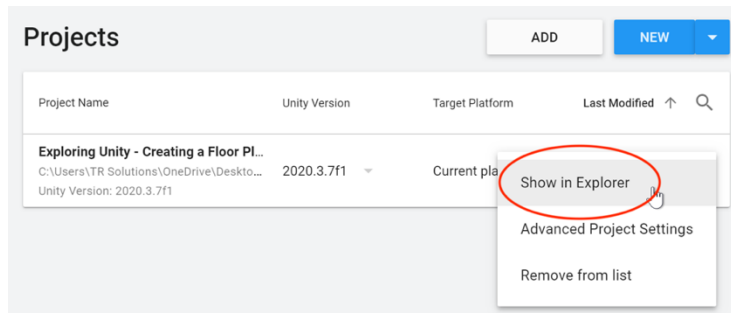 Projects
ADD
NEW
Project Name
Unity Version
Target Platform
Last Modified
Exploring Unity - Creating a Floor Pl...
C:\Users\TR Solutions\OneDrive\Deskto...
Unity Version: 2020.3.7f1
2020.3.7f1
Current pla
Show in Explorer
Advanced Project Settings
Remove from list